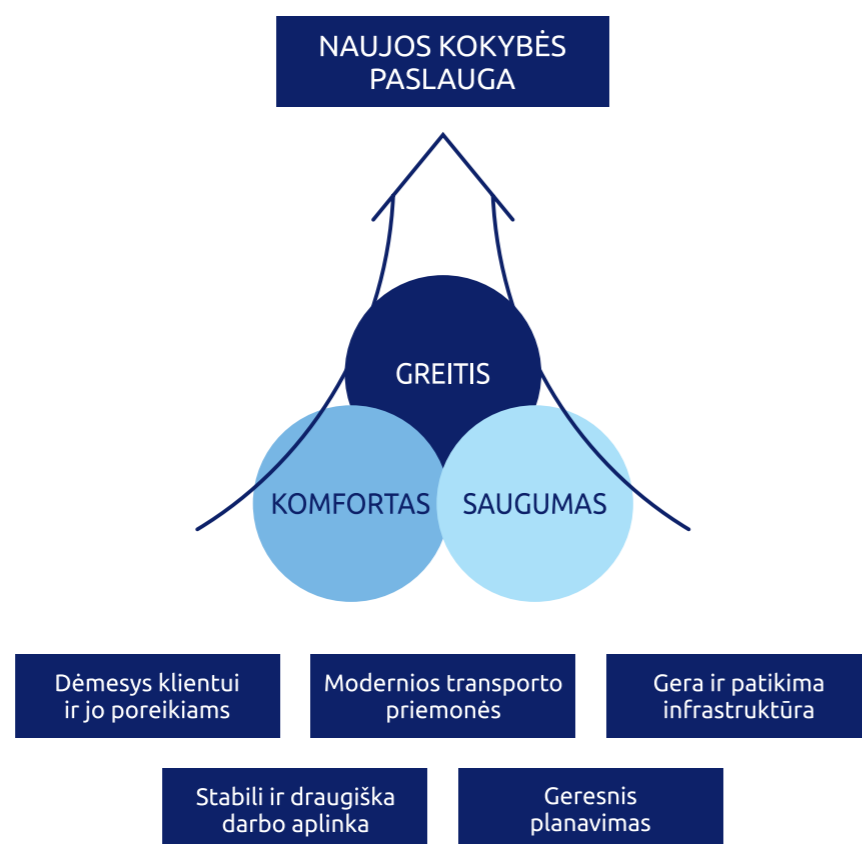 NAUJOS KOKYBĖS
PASLAUGA
GREITIS
KOMFORTAS
SAUGUMAS
Dėmesys klientui
ir jo poreikiams
Modernios transporto
priemonės
Gera ir patikima
infrastruktūra
Stabili ir draugiška
darbo aplinka
Geresnis
planavimas